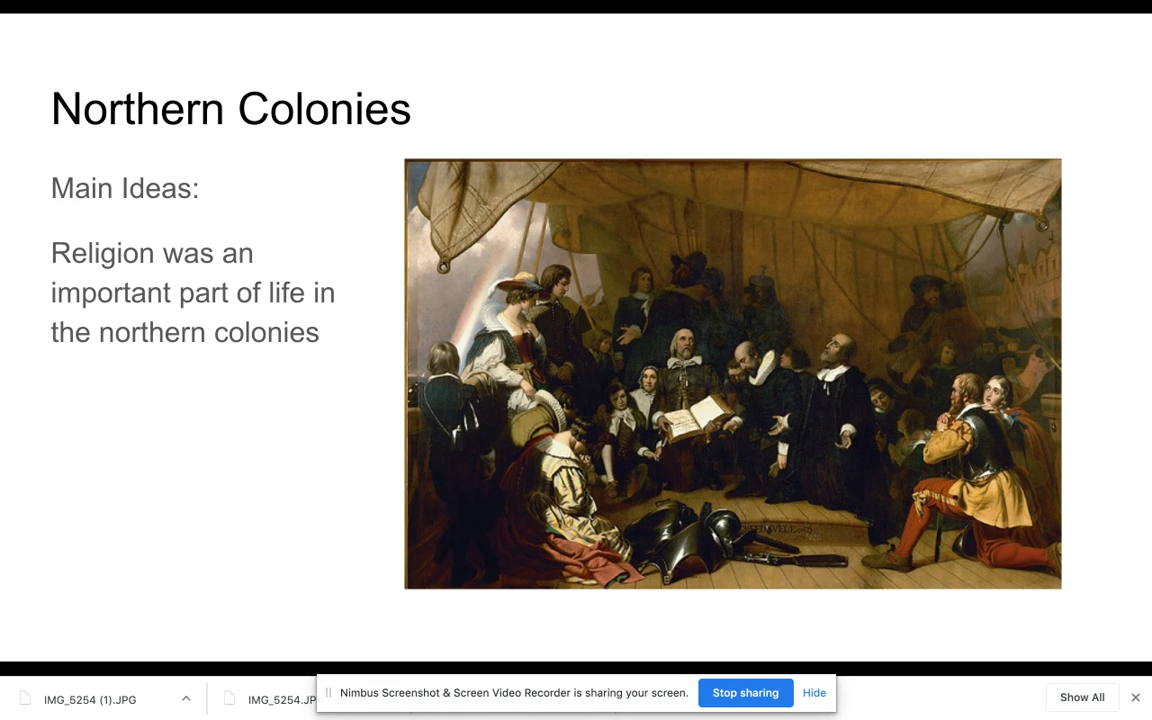 Northern Colonies
Main Ideas:
Religion was an
important part of life in
the northern colonies
IMG_5254 (1).JPG
IMG_5254.JP
Nimbus Screenshot & Screen Video Recorder is sharing your screen.
Stop sharing
Hide
Show All